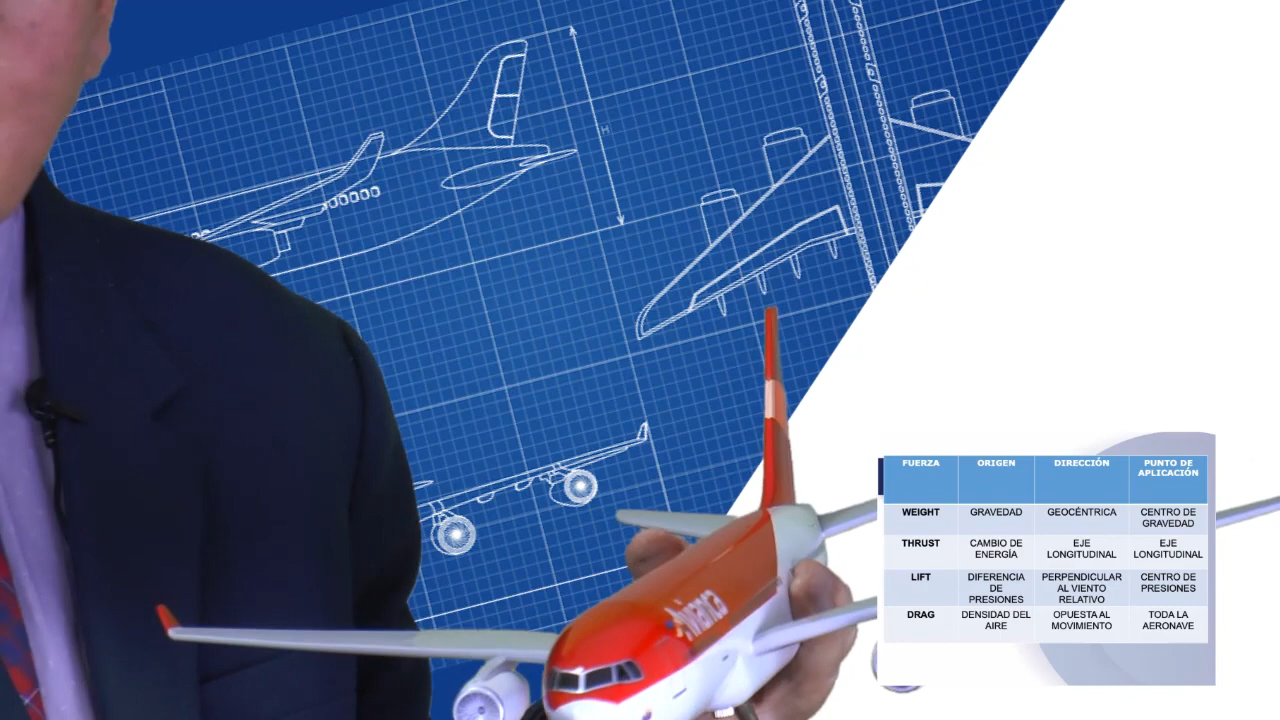 H
Avianca
FUERZA ORIGEN DIRECCIÓN PUNTO DE
APLICACIÓN
WEIGHT GRAVEDAD GEOCÉNTRICA CENTRO DE
GRAVEDAD
THRUST CAMBIO DE EJE EJE
ENERGÍA LONGITUDINAL LONGITUDINAL
LIFT DIFERENCIA PERPENDICULAR CENTRO DE
DE AL VIENTO PRESIONES
PRESIONES RELATIVO
DRAG DENSIDAD DEL OPUESTA AL TODA LA
AIRE MOVIMIENTO AERONAVE